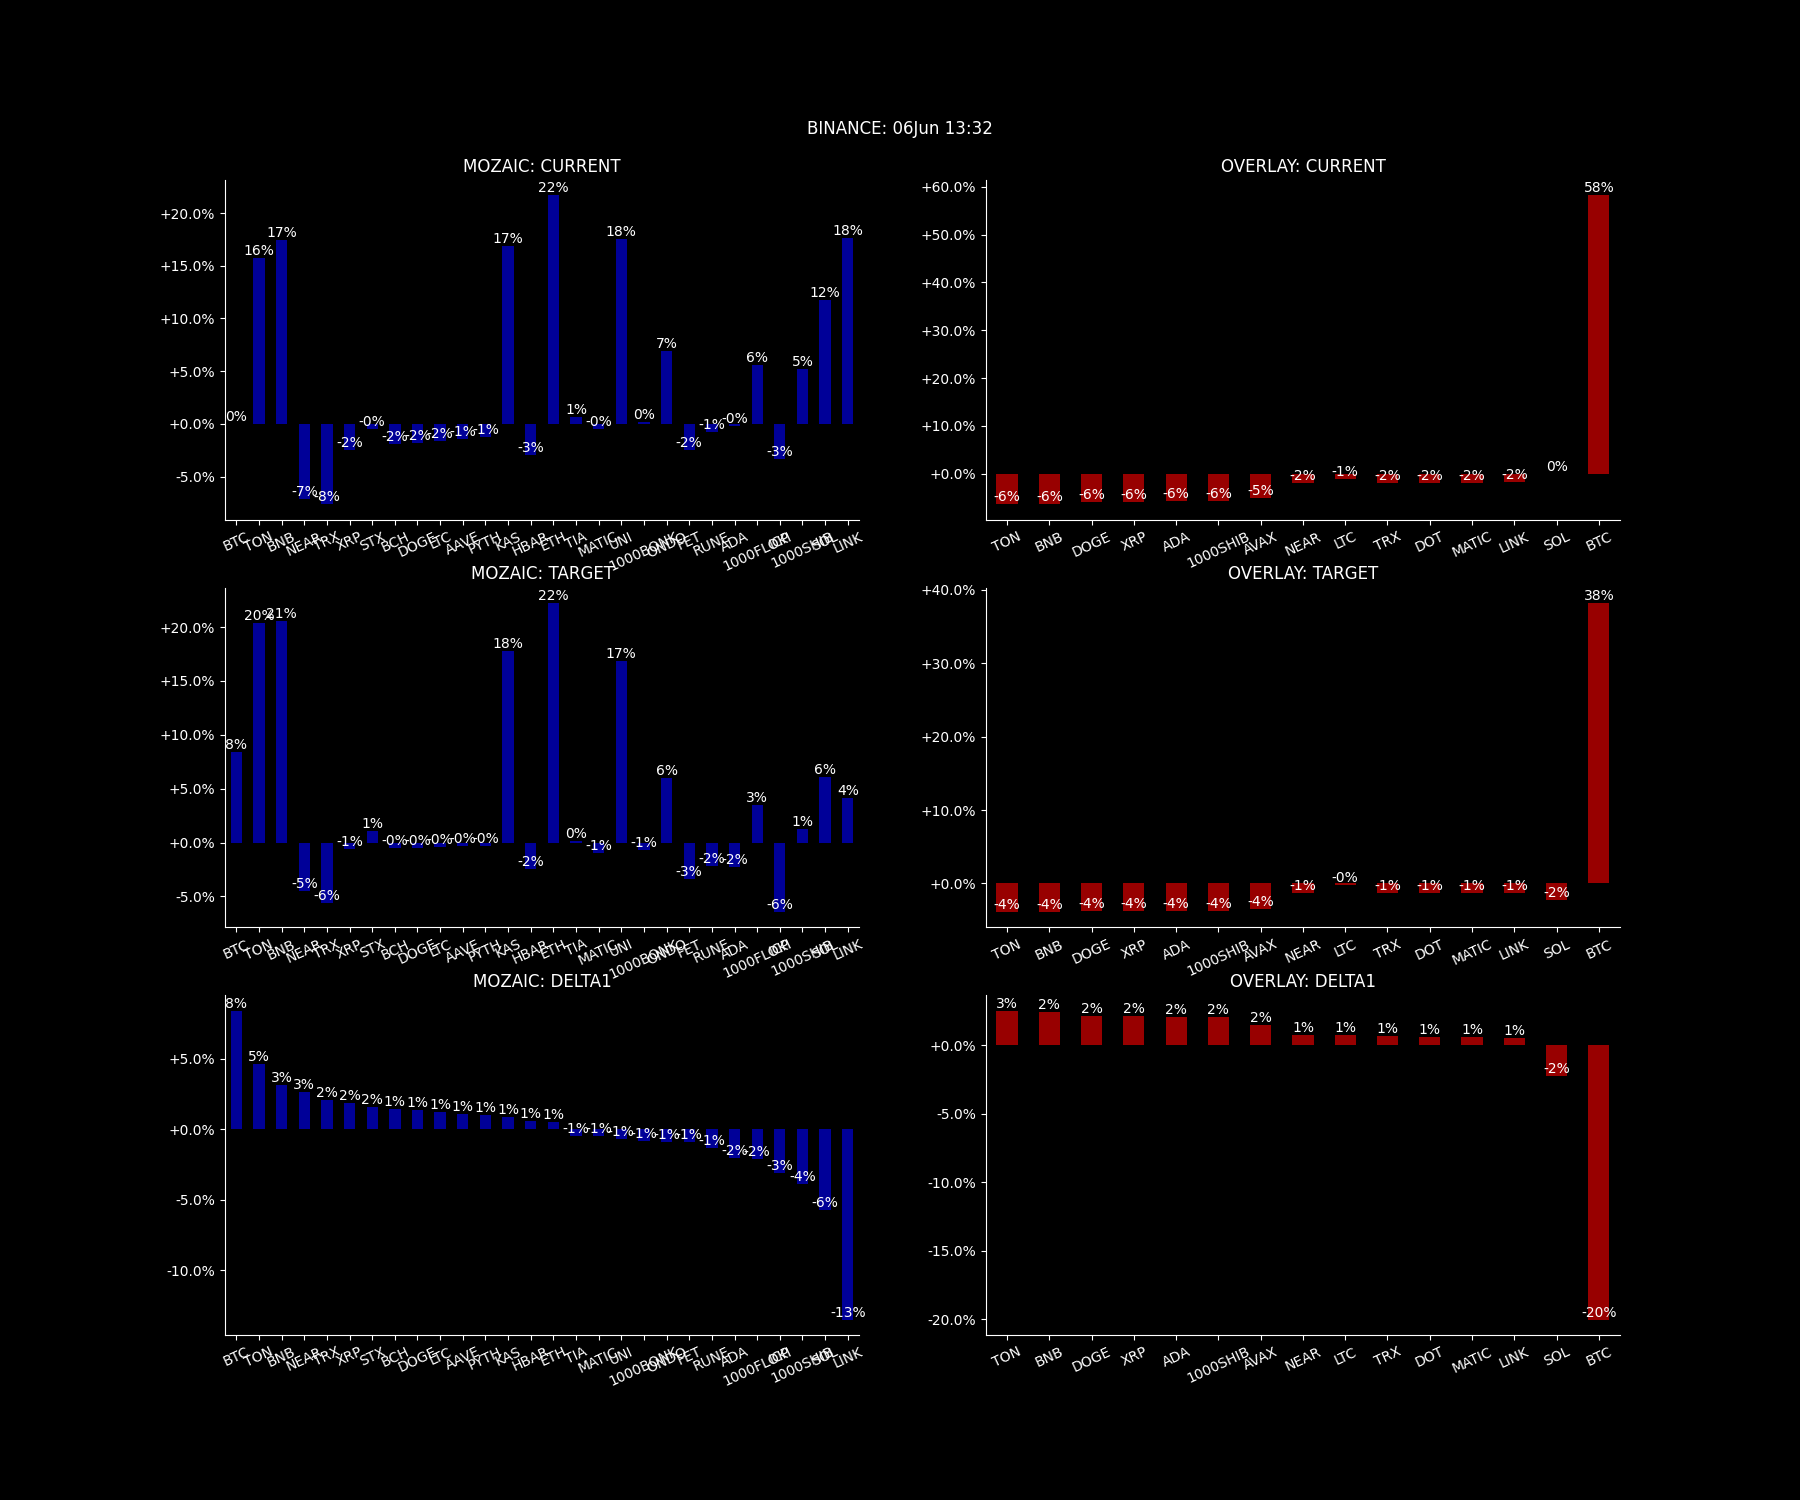 BINANCE: 06Jun 13:32
MOZAIC: CURRENT
+20.0%
+15.0%
+10.0%
+5.0%
+0.0%
-5.0%
0% 16% 17% -7% -8% -2% -0% -2% -2% -2% -1% -1% 17% -3% 22% 1% -0% 18% 0% 7% -2% -1% -0% 6% -3% 5% 12% 18%
BTC TON BNB NEAR TRX XRP STX BCH DOGE LTC AAVE PYTH KAS HBAR ETH TIA MATIC UNI 1000BONK ONDO FET RUNE ADA 1000FLOKI 1000SHIB SOL LINK
OVERLAY: CURRENT
+60.0%
+50.0%
+40.0%
+30.0%
+20.0%
+10.0%
+0.0%
-6% -6% -6% -6% -6% -6% -5% -2% -1% -2% -2% -2% -2% 0% 58%
TON BNB DOGE XRP ADA 1000SHIB AVAX NEAR LTC TRX DOT MATIC LINK SOL BTC
MOZAIC: TARGET
+20.0%
+15.0%
+10.0%
+5.0%
+0.0%
-5.0%
8% 20% 21% -5% -6% -1% 1% -0% -0% -0% -0% -0% 18% -2% 22% 0% -1% 17% -1% 6% -3% -2% -2% 3% -6% 1% 6% 4%
BTC TON BNB NEAR TRX XRP STX BCH DOGE LTC AAVE PYTH KAS HBAR ETH TIA MATIC UNI 1000BONK ONDO FET RUNE ADA 1000FLOKI 1000SHIB SOL LINK
OVERLAY: TARGET
+40.0%
+30.0%
+20.0%
+10.0%
+0.0%
-4% -4% -4% -4% -4% -4% -4% -1% -0% -1% -1% -1% -1% -2% 38%
TON BNB DOGE XRP ADA 1000SHIB AVAX NEAR LTC TRX DOT MATIC LINK SOL BTC
MOZAIC: DELTA1
+5.0%
+0.0%
-5.0%
-10.0%
8% 5% 3% 3% 2% 2% 2% 1% 1% 1% 1% 1% 1% 1% 1% -1% -1% -1% -1% -1% -1% -1% -2% -2% -3% -4% -6% -13%
BTC TON BNB NEAR TRX XRP STX BCH DOGE LTC AAVE PYTH KAS HBAR ETH TIA MATIC UNI 1000BONK ONDO FET RUNE ADA 1000FLOKI 1000SHIB SOL LINK
OVERLAY: DELTA1
+0.0%
-5.0%
-10.0%
-15.0%
-20.0%
3% 2% 2% 2% 2% 2% 2% 1% 1% 1% 1% 1% 1% -2% -20%
TON BNB DOGE XRP ADA 1000SHIB AVAX NEAR LTC TRX DOT MATIC LINK SOL BTC